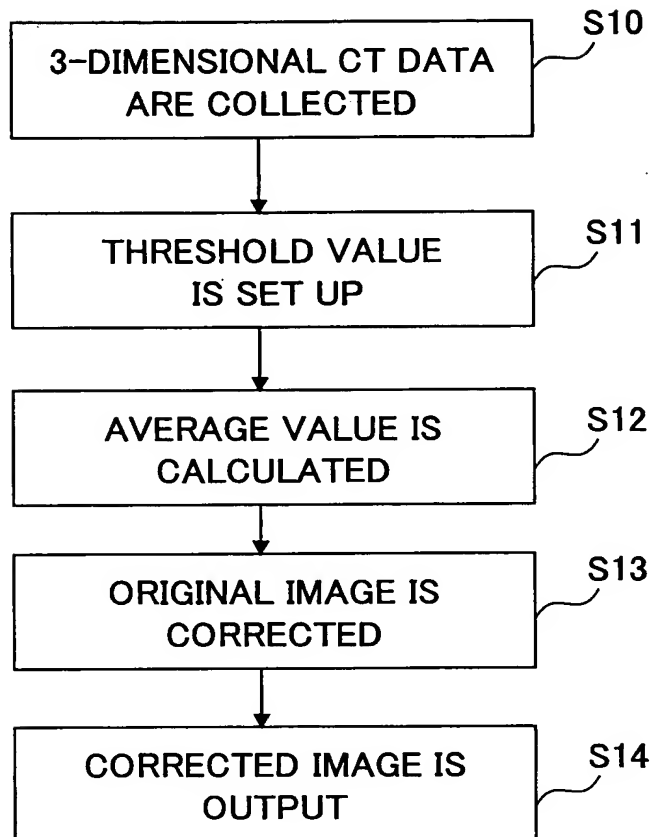 S10
3-DIMENSIONAL CT DATA
ARE COLLECTED
S11
THRESHOLD VALUE
IS SET UP
S12
AVERAGE VALUE IS
CALCULATED
S13
ORIGINAL IMAGE IS
CORRECTED
S14
CORRECTED IMAGE IS
OUTPUT